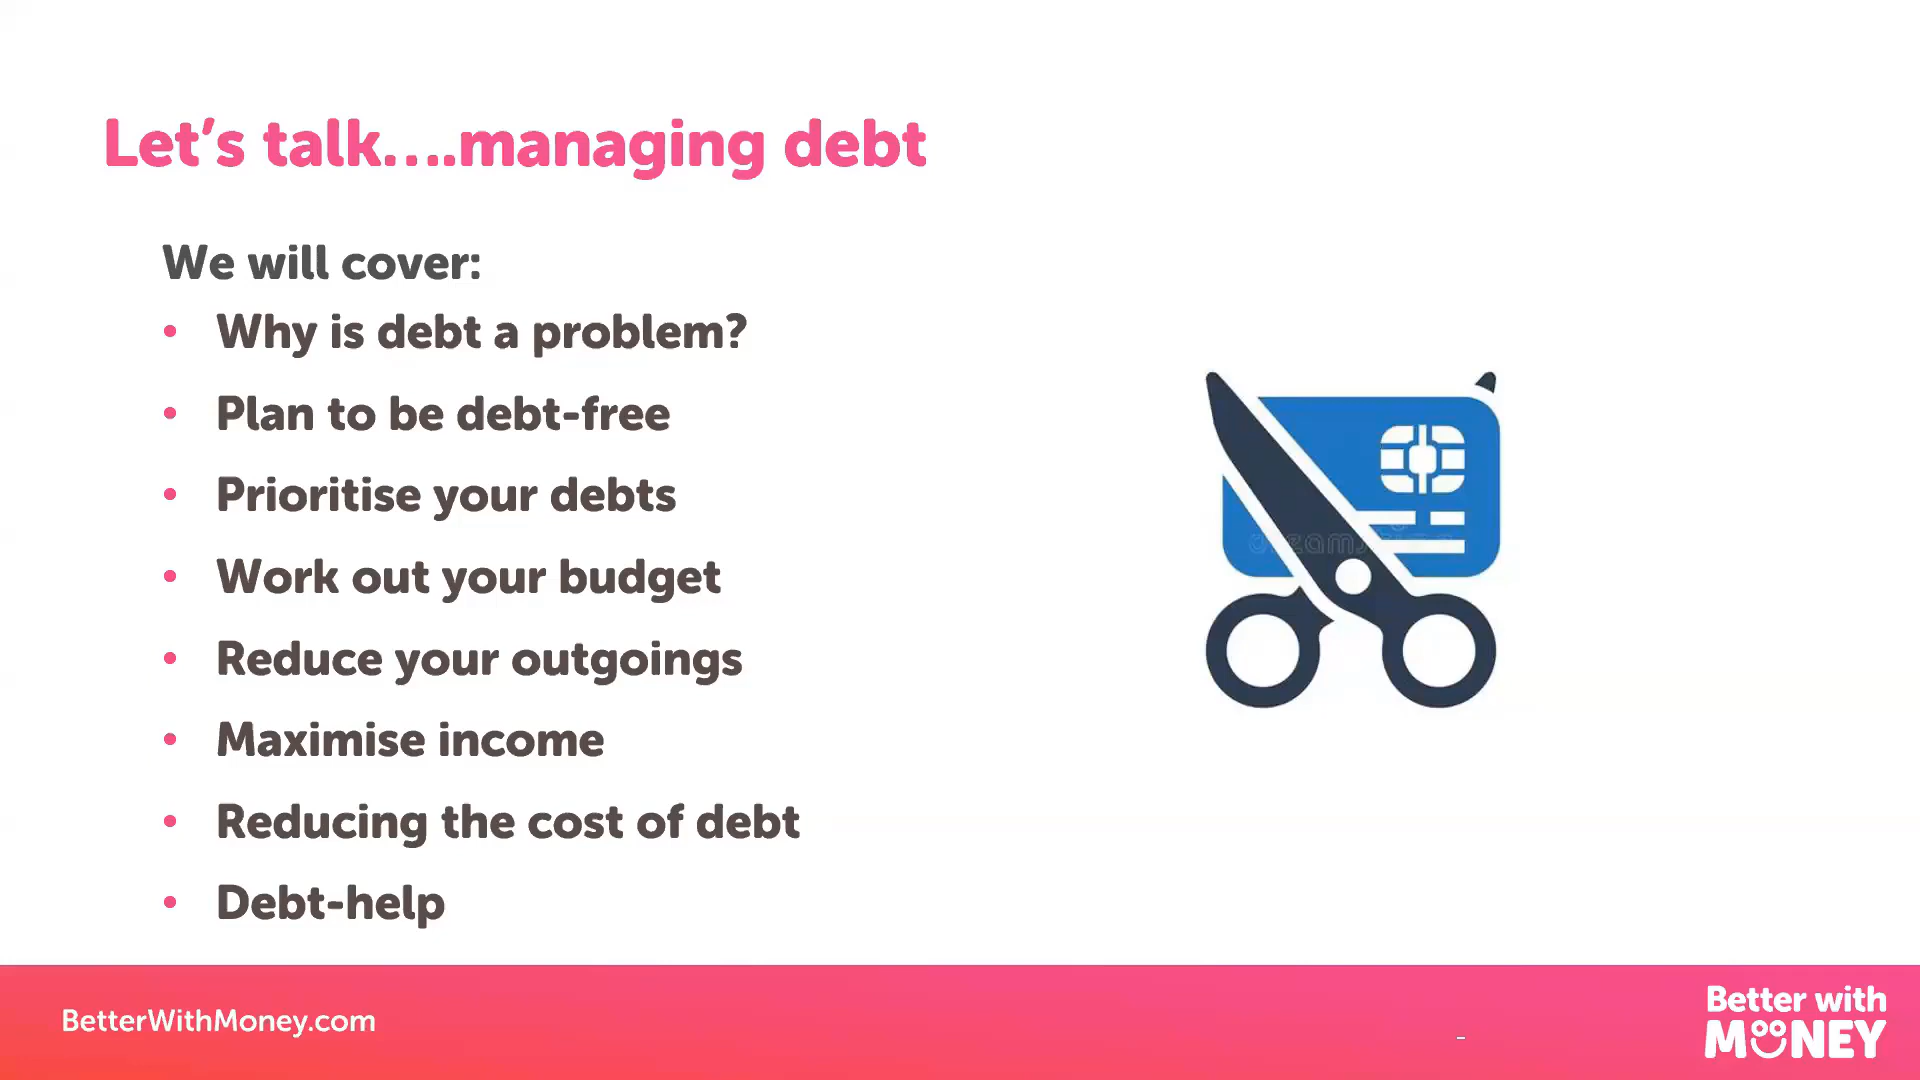 Let’s talk….managing debt
We will cover:
• Why is debt a problem?
• Plan to be debt-free
• Prioritise your debts
• Work out your budget
• Reduce your outgoings
• Maximise income
• Reducing the cost of debt
• Debt-help
BetterWithMoney.com
-
Better with
MONEY